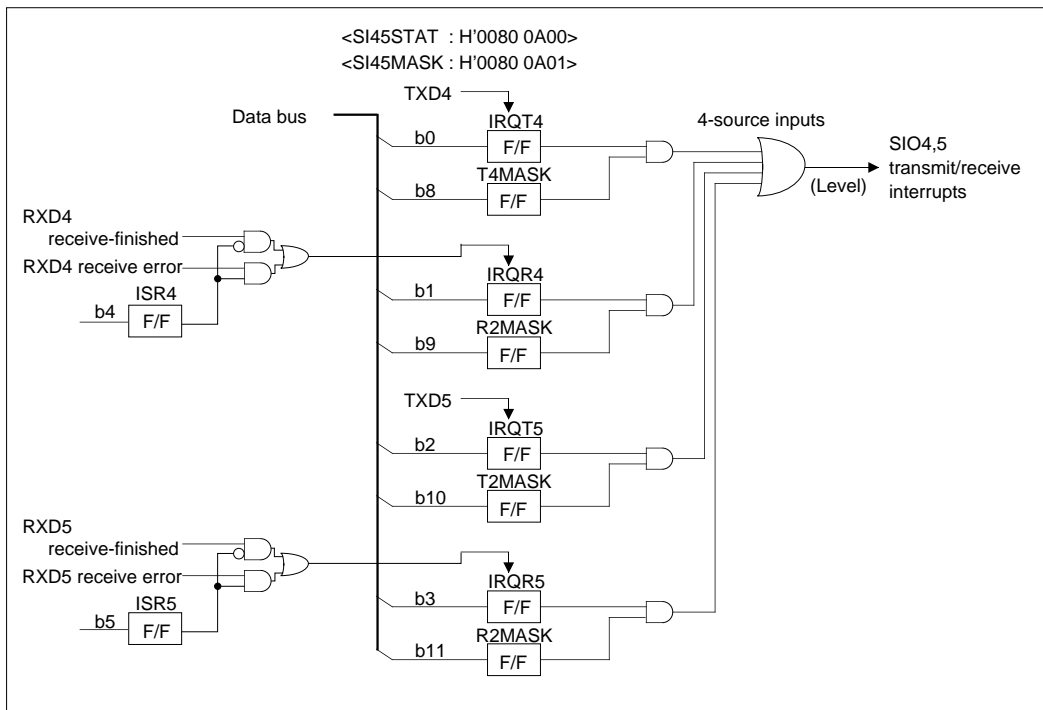 <SI45STAT : H'0080 0A00>
<SI45MASK : H'0080 0A01>
TXD4
Data bus
IRQT4
b0
F/F
4-source inputs
T4MASK
b8
F/F
(Level)
SIO4,5
transmit/receive
interrupts
RXD4
receive-finished
RXD4 receive error
ISR4
b4
F/F
IRQR4
b1
F/F
R2MASK
b9
F/F
TXD5
IRQT5
b2
F/F
T2MASK
b10
F/F
RXD5
receive-finished
RXD5 receive error
ISR5
b5
F/F
IRQR5
b3
F/F
R2MASK
b11
F/F